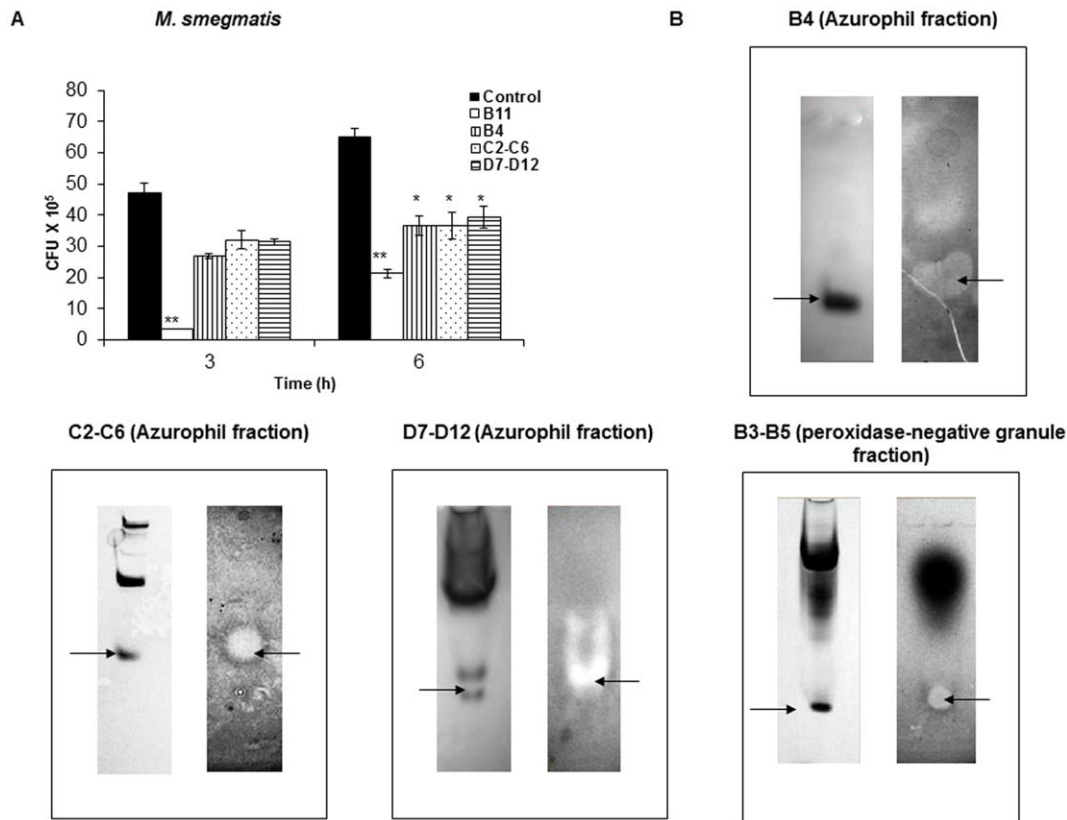 A
M. smegmatis
CFU X 10⁵
80
70
60
50
40
30
20
10
0
Control
B11
B4
C2-C6
D7-D12
**
**
*
*
*
3
6
Time (h)
B
B4 (Azurophil fraction)
C2-C6 (Azurophil fraction)
D7-D12 (Azurophil fraction)
B3-B5 (peroxidase-negative granule
fraction)